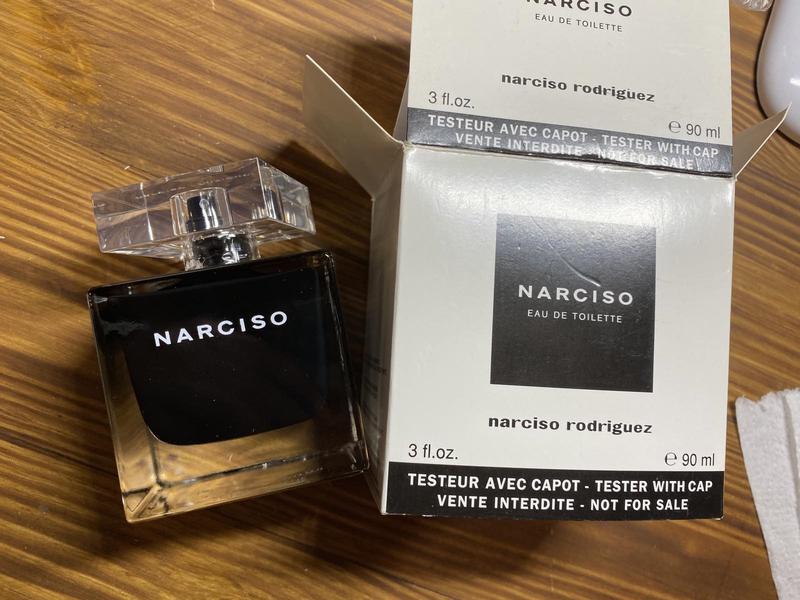 NARCISO
EAU DE TOILETTE
narciso rodriguez
3 fl.oz.
℮ 90 ml
TESTEUR AVEC CAPOT - TESTER WITH CAP
VENTE INTERDITE - NOT FOR SALE
NARCISO
NARCISO
EAU DE TOILETTE
narciso rodriguez
3 fl.oz.
℮ 90 ml
TESTEUR AVEC CAPOT - TESTER WITH CAP
VENTE INTERDITE - NOT FOR SALE